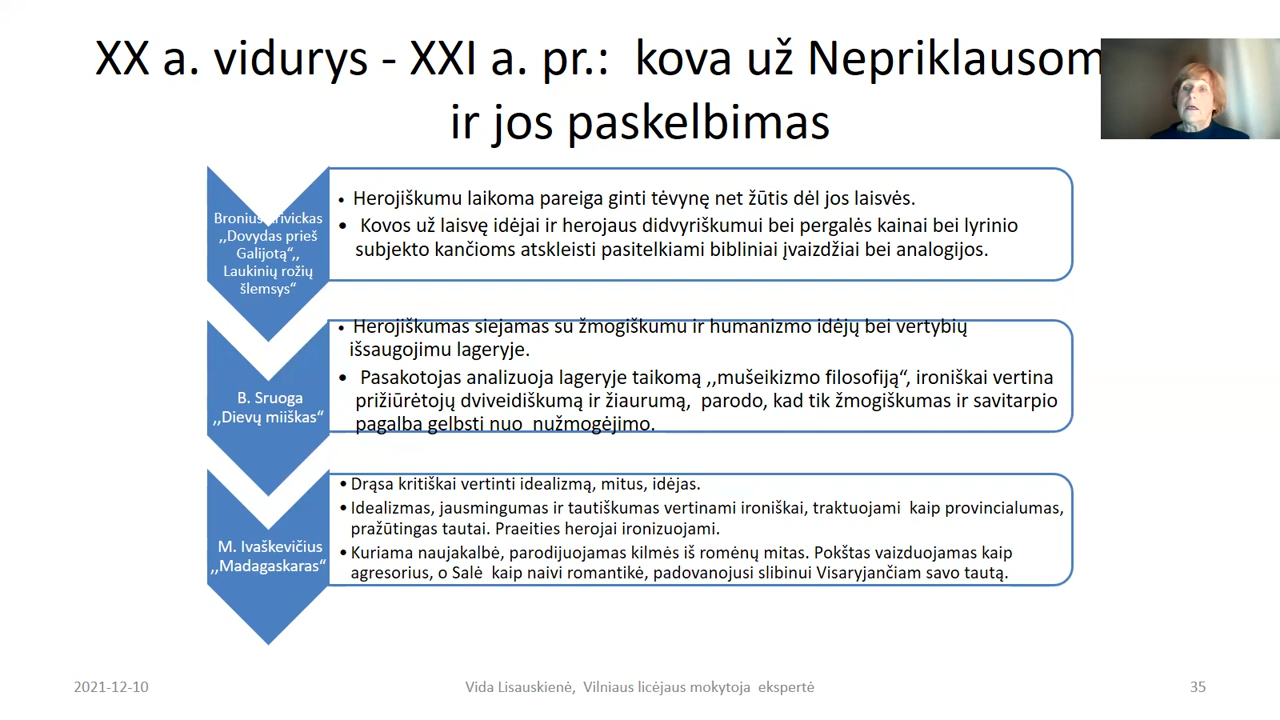 XX a. vidurys - XXI a. pr.: kova už Nepriklausom
ir jos paskelbimas
Bronius
,,Dovydas prieš
Galijotą“,,
Laukinių rožių
šlemsys“
• Herojiškumu laikoma pareiga ginti tėvynę net žūtis dėl jos laisvės.
• Kovos už laisvę idėjai ir herojaus didvyriškumui bei pergalės kainai bei lyrinio
subjekto kančioms atskleisti pasitelkiami bibliniai įvaizdžiai bei analogijos.
B. Sruoga
,,Dievų miiškas“
• Herojiškumas siejamas su žmogiškumu ir humanizmo idėjų bei vertybių
išsaugojimu lageryje.
• Pasakotojas analizuoja lageryje taikomą ,,mušeikizmo filosofiją“, ironiškai vertina
prižiūrėtojų dviveidiškumą ir žiaurumą, parodo, kad tik žmogiškumas ir savitarpio
pagalba gelbsti nuo nužmogėjimo.
M. Ivaškevičius
,,Madagaskaras“
• Drąsa kritiškai vertinti idealizmą, mitus, idėjas.
• Idealizmas, jausmingumas ir tautiškumas vertinami ironiškai, traktuojami kaip provincialumas,
pražūtingas tautai. Praeities herojai ironizuojami.
• Kuriama naujakalbė, parodijuojamas kilmės iš romėnų mitas. Pokštas vaizduojamas kaip
agresorius, o Salė kaip naivi romantikė, padovanojusi slibinui Visaryjančiam savo tautą.
2021-12-10
Vida Lisauskienė, Vilniaus licėjaus mokytoja ekspertė
35